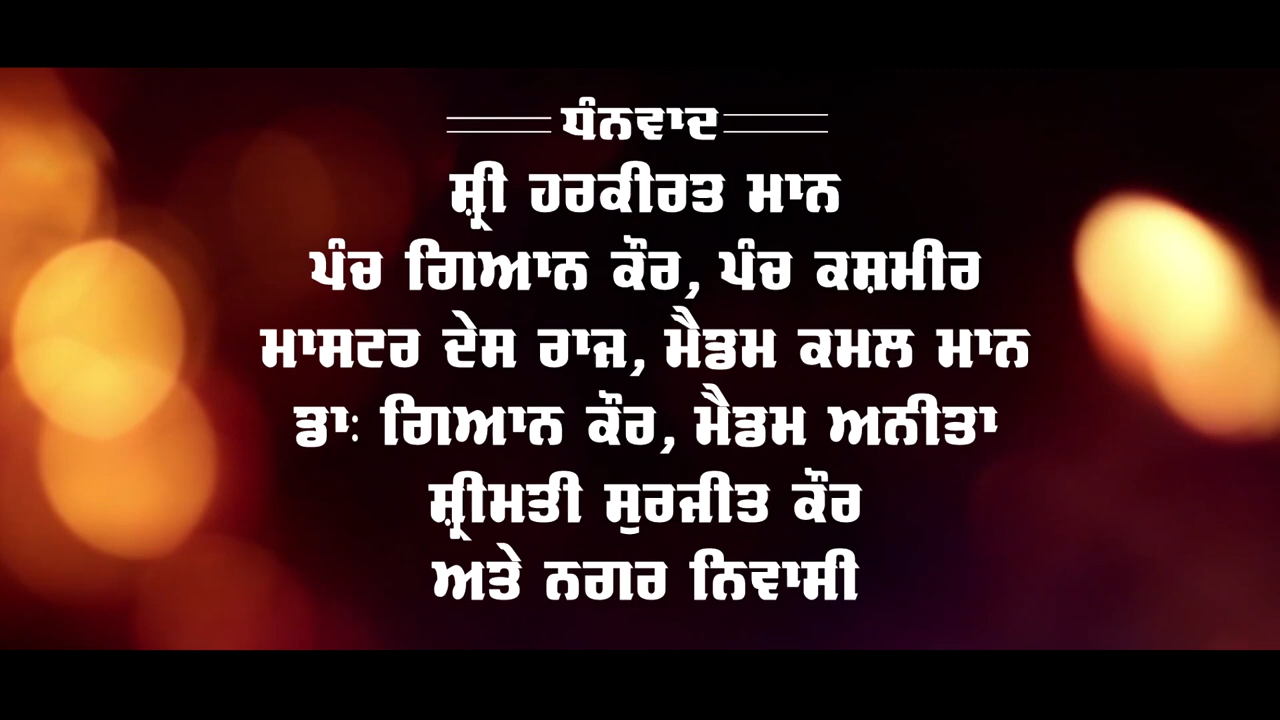 ਧੰਨਵਾਦ
ਸ਼੍ਰੀ ਹਰਕੀਰਤ ਮਾਨ
ਪੰਚ ਗਿਆਨ ਕੌਰ, ਪੰਚ ਕਸ਼ਮੀਰ
ਮਾਸਟਰ ਦੇਸ ਰਾਜ, ਮੈਡਮ ਕਮਲ ਮਾਨ
ਡਾ: ਗਿਆਨ ਕੌਰ, ਮੈਡਮ ਅਨੀਤਾ
ਸ਼੍ਰੀਮਤੀ ਸੁਰਜੀਤ ਕੌਰ
ਅਤੇ ਨਗਰ ਨਿਵਾਸੀ